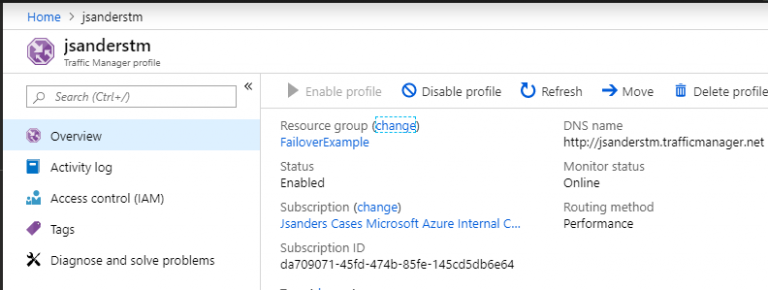 Home > jsanderstm
jsanderstm
Traffic Manager profile
Search (Ctrl+/)
«
Enable profile
Disable profile
Refresh
Move
Delete profile
Overview
Activity log
Access control (IAM)
Tags
Diagnose and solve problems
Resource group (change)
FailoverExample
Status
Enabled
Subscription (change)
Jsanders Cases Microsoft Azure Internal C...
Subscription ID
da709071-45fd-474b-85fe-145cd5db6e64
DNS name
http://jsanderstm.trafficmanager.net
Monitor status
Online
Routing method
Performance